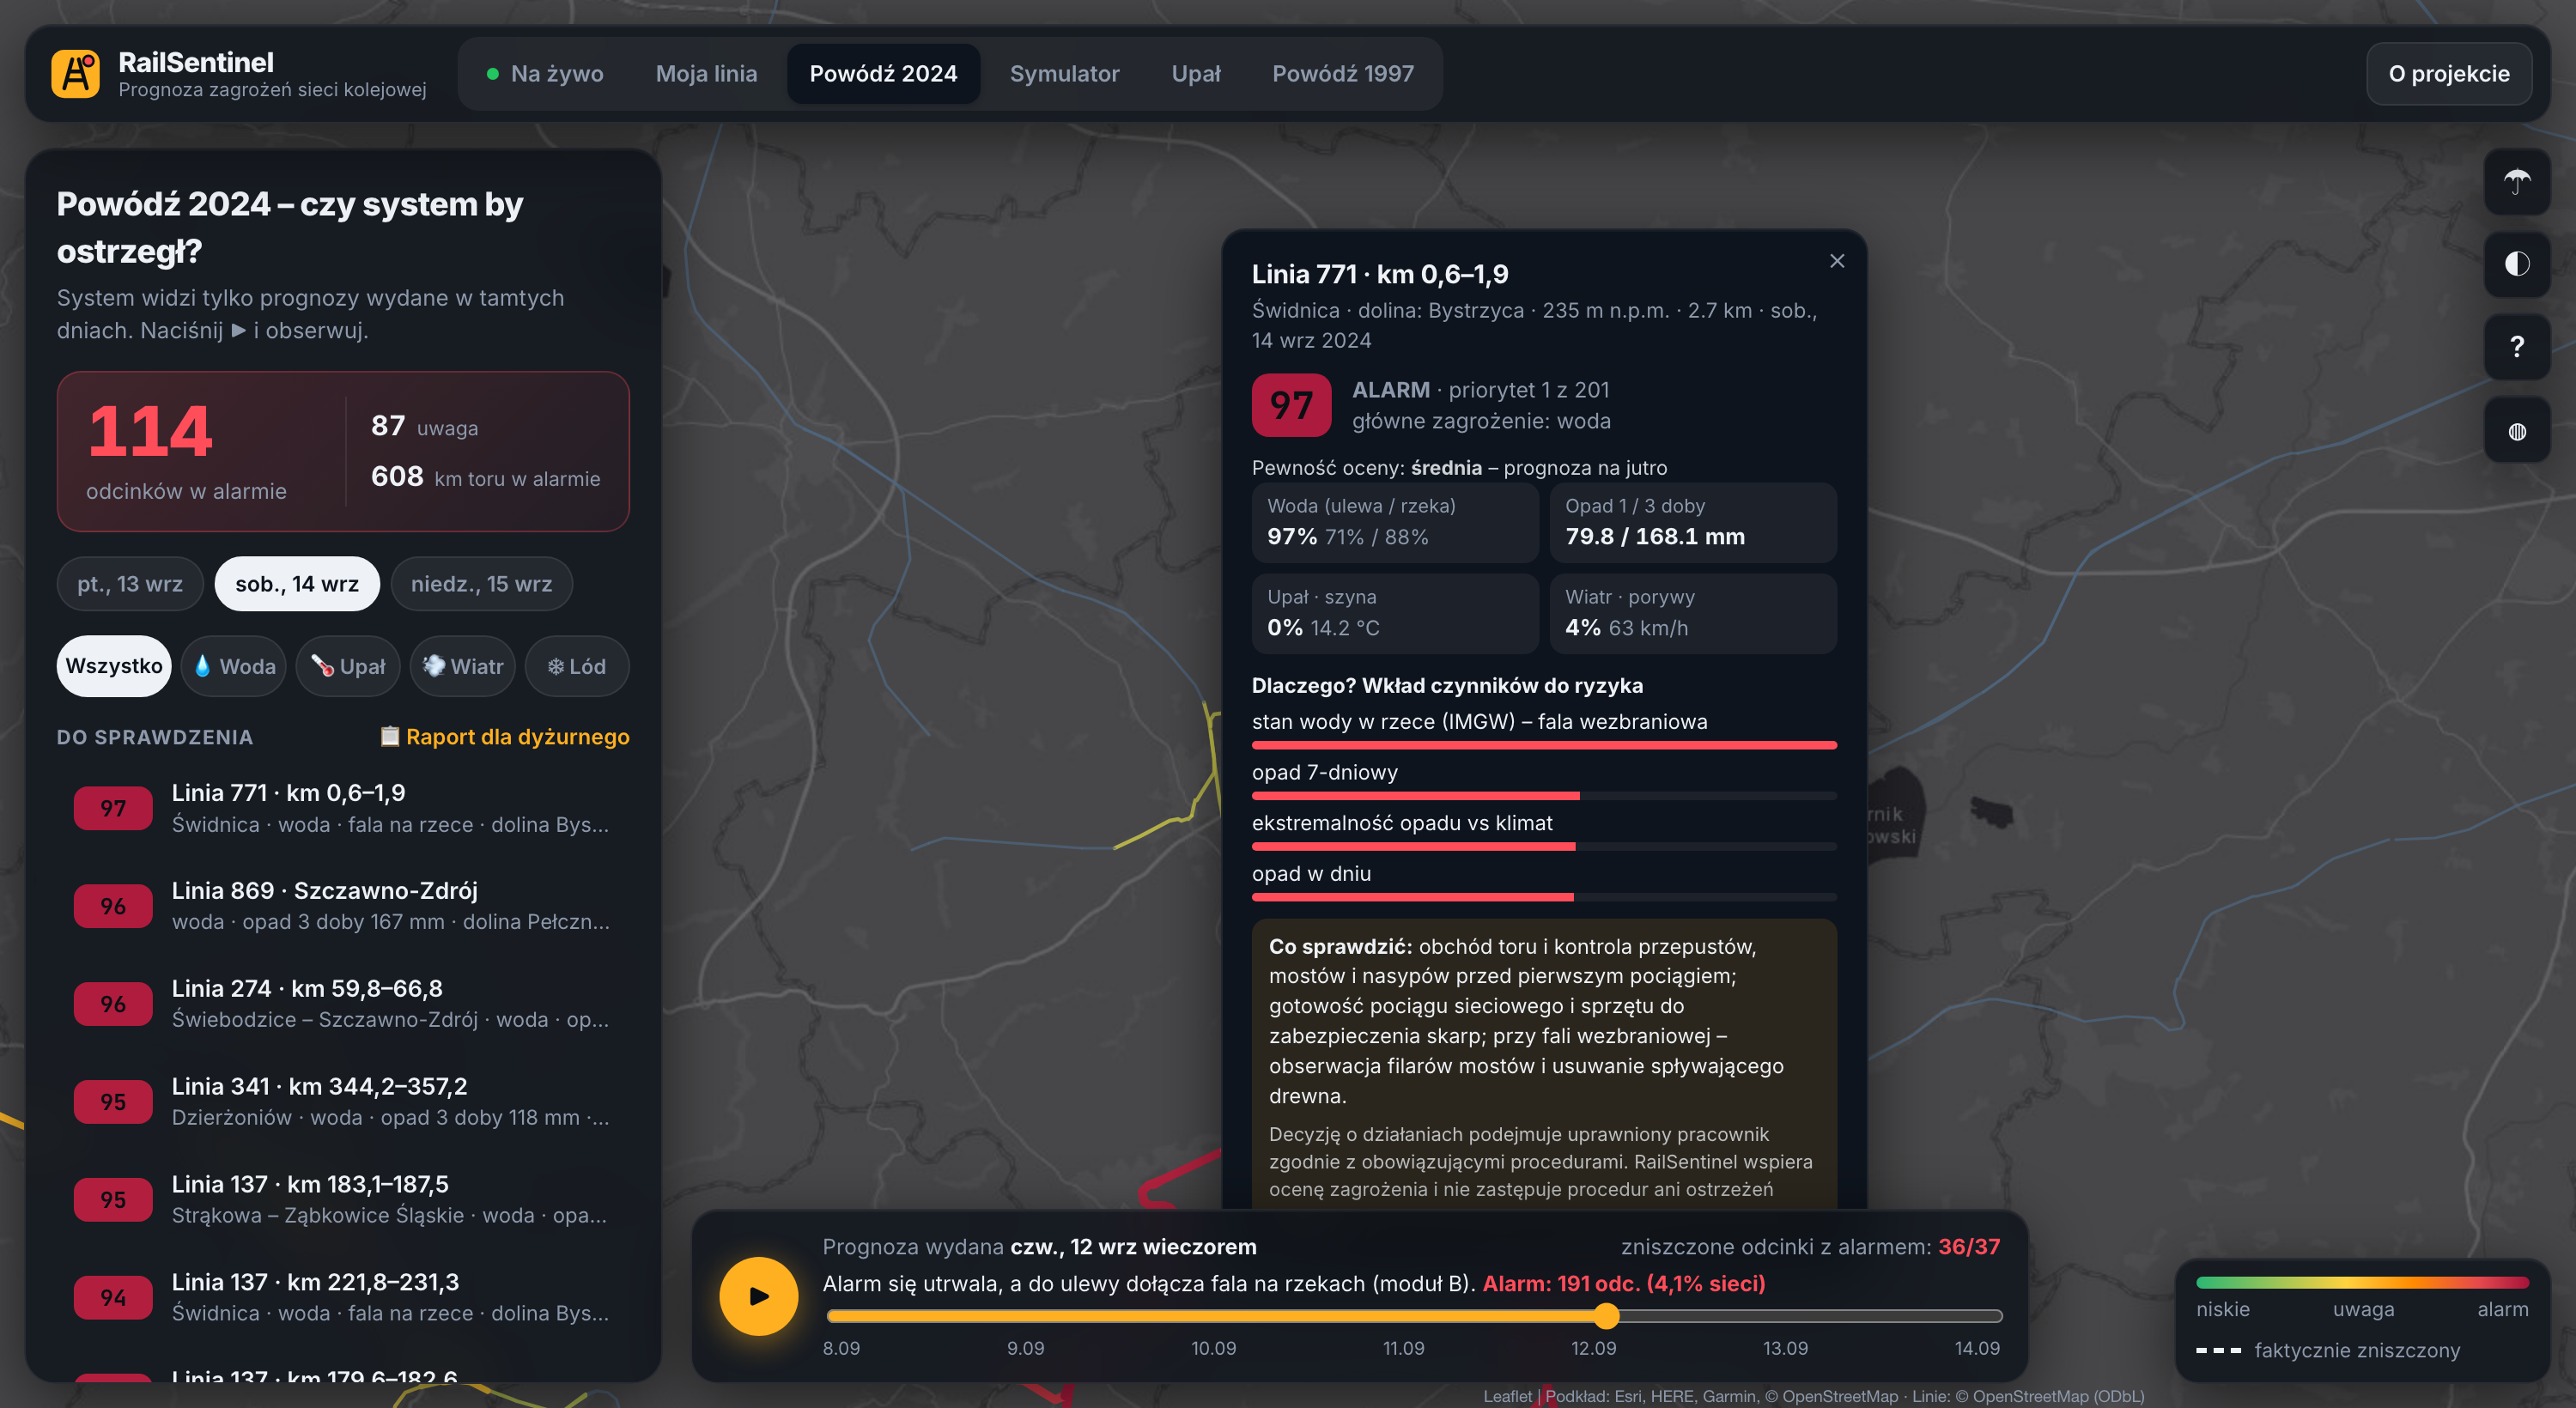 RailSentinel
Prognoza zagrożeń sieci kolejowej
Na żywo
Moja linia
Powódź 2024
Symulator
Upał
Powódź 1997
O projekcie
Powódź 2024 – czy system by
ostrzegł?
System widzi tylko prognozy wydane w tamtych
dniach. Naciśnij ▶ i obserwuj.
114
odcinków w alarmie
87 uwaga
608 km toru w alarmie
pt., 13 wrz
sob., 14 wrz
niedz., 15 wrz
Wszystko
Woda
Upał
Wiatr
Lód
DO SPRAWDZENIA
Raport dla dyżurnego
97
Linia 771 · km 0,6–1,9
Świdnica · woda · fala na rzece · dolina Bys...
96
Linia 869 · Szczawno-Zdrój
woda · opad 3 doby 167 mm · dolina Pełczn...
96
Linia 274 · km 59,8–66,8
Świebodzice – Szczawno-Zdrój · woda · op...
95
Linia 341 · km 344,2–357,2
Dzierżoniów · woda · opad 3 doby 118 mm ·...
95
Linia 137 · km 183,1–187,5
Strąkowa – Ząbkowice Śląskie · woda · opa...
94
Linia 137 · km 221,8–231,3
Świdnica · woda · fala na rzece · dolina Bys...
Linia 137 · km 179,6–182,6
Linia 771 · km 0,6–1,9
×
Świdnica · dolina: Bystrzyca · 235 m n.p.m. · 2.7 km · sob.,
14 wrz 2024
97
ALARM · priorytet 1 z 201
główne zagrożenie: woda
Pewność oceny: średnia – prognoza na jutro
Woda (ulewa / rzeka)
97% 71% / 88%
Opad 1 / 3 doby
79.8 / 168.1 mm
Upał · szyna
0% 14.2 °C
Wiatr · porywy
4% 63 km/h
Dlaczego? Wkład czynników do ryzyka
stan wody w rzece (IMGW) – fala wezbraniowa
opad 7-dniowy
ekstremalność opadu vs klimat
opad w dniu
Co sprawdzić: obchód toru i kontrola przepustów,
mostów i nasypów przed pierwszym pociągiem;
gotowość pociągu sieciowego i sprzętu do
zabezpieczenia skarp; przy fali wezbraniowej –
obserwacja filarów mostów i usuwanie spływającego
drewna.
Decyzję o działaniach podejmuje uprawniony pracownik
zgodnie z obowiązującymi procedurami. RailSentinel wspiera
ocenę zagrożenia i nie zastępuje procedur ani ostrzeżeń
?
rnik
owski
Prognoza wydana czw., 12 wrz wieczorem
zniszczone odcinki z alarmem: 36/37
Alarm się utrwala, a do ulewy dołącza fala na rzekach (moduł B). Alarm: 191 odc. (4,1% sieci)
8.09
9.09
10.09
11.09
12.09
13.09
14.09
niskie
uwaga
alarm
faktycznie zniszczony
Leaflet | Podkład: Esri, HERE, Garmin, © OpenStreetMap · Linie: © OpenStreetMap (ODbL)